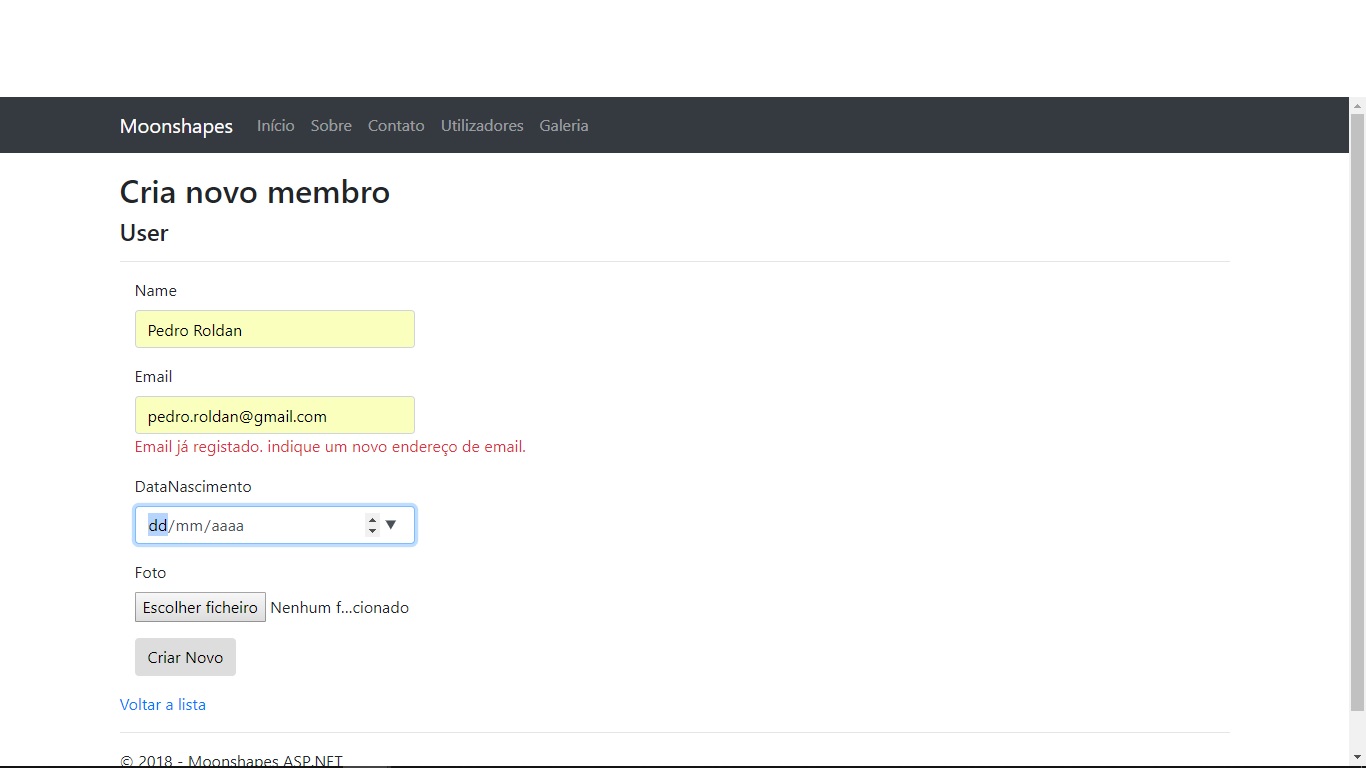 Moonshapes Início Sobre Contato Utilizadores Galeria
Cria novo membro
User
Name
Pedro Roldan
Email
pedro.roldan@gmail.com
Email já registado. indique um novo endereço de email.
DataNascimento
dd/mm/aaaa
Foto
Escolher ficheiro Nenhum f...cionado
Criar Novo
Voltar a lista
© 2018 - Moonshapes ASP.NET